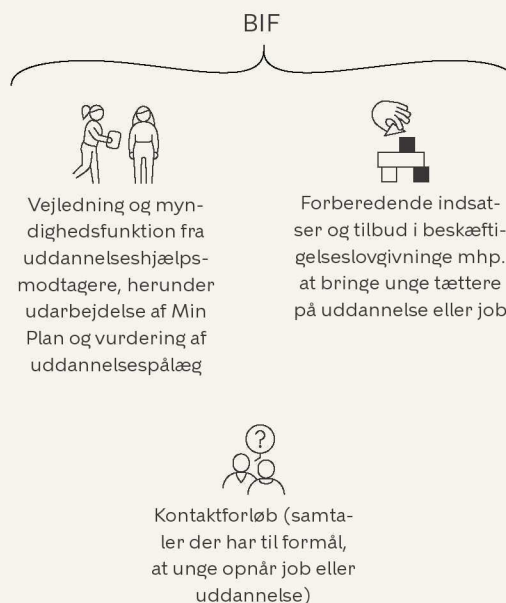 BIF
Vejledning og myn-
dighedsfunktion fra
uddannelseshjælps-
modtagere, herunder
udarbejdelse af Min
Plan og vurdering af
uddannelsespålæg
Forberedende indsat-
ser og tilbud i beskæfti-
gelseslovgivninge mhp.
at bringe unge tættere
på uddannelse eller job
?
Kontaktforløb (samta-
ler der har til formål,
at unge opnår job eller
uddannelse)